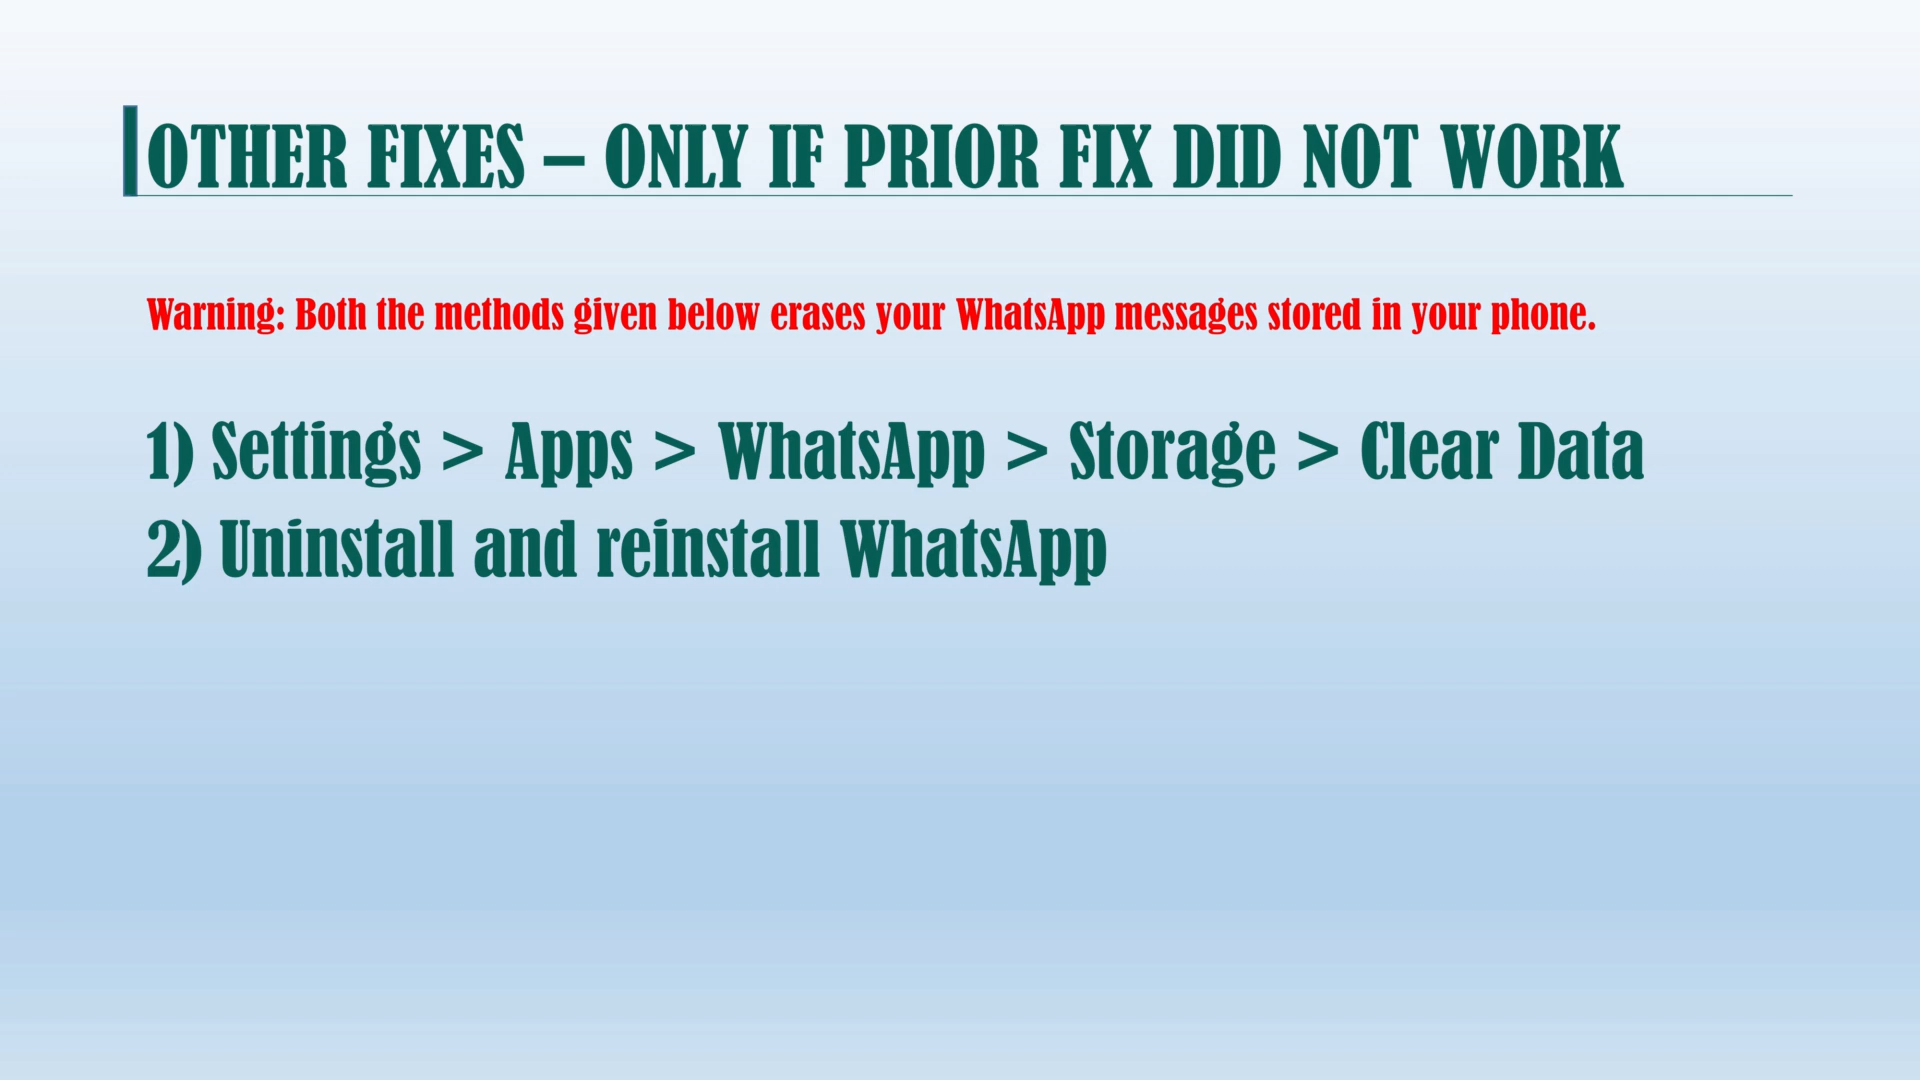 OTHER FIXES – ONLY IF PRIOR FIX DID NOT WORK
Warning: Both the methods given below erases your WhatsApp messages stored in your phone.
1) Settings > Apps > WhatsApp > Storage > Clear Data
2) Uninstall and reinstall WhatsApp